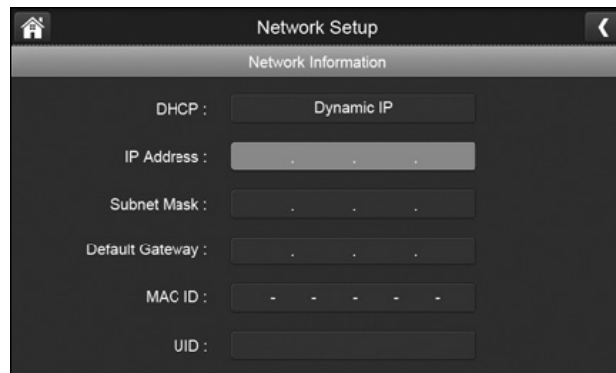 Network Setup
Network Information
DHCP : Dynamic IP
IP Address : . . .
Subnet Mask : . . .
Default Gateway : . . .
MAC ID : - - - - -
UID :